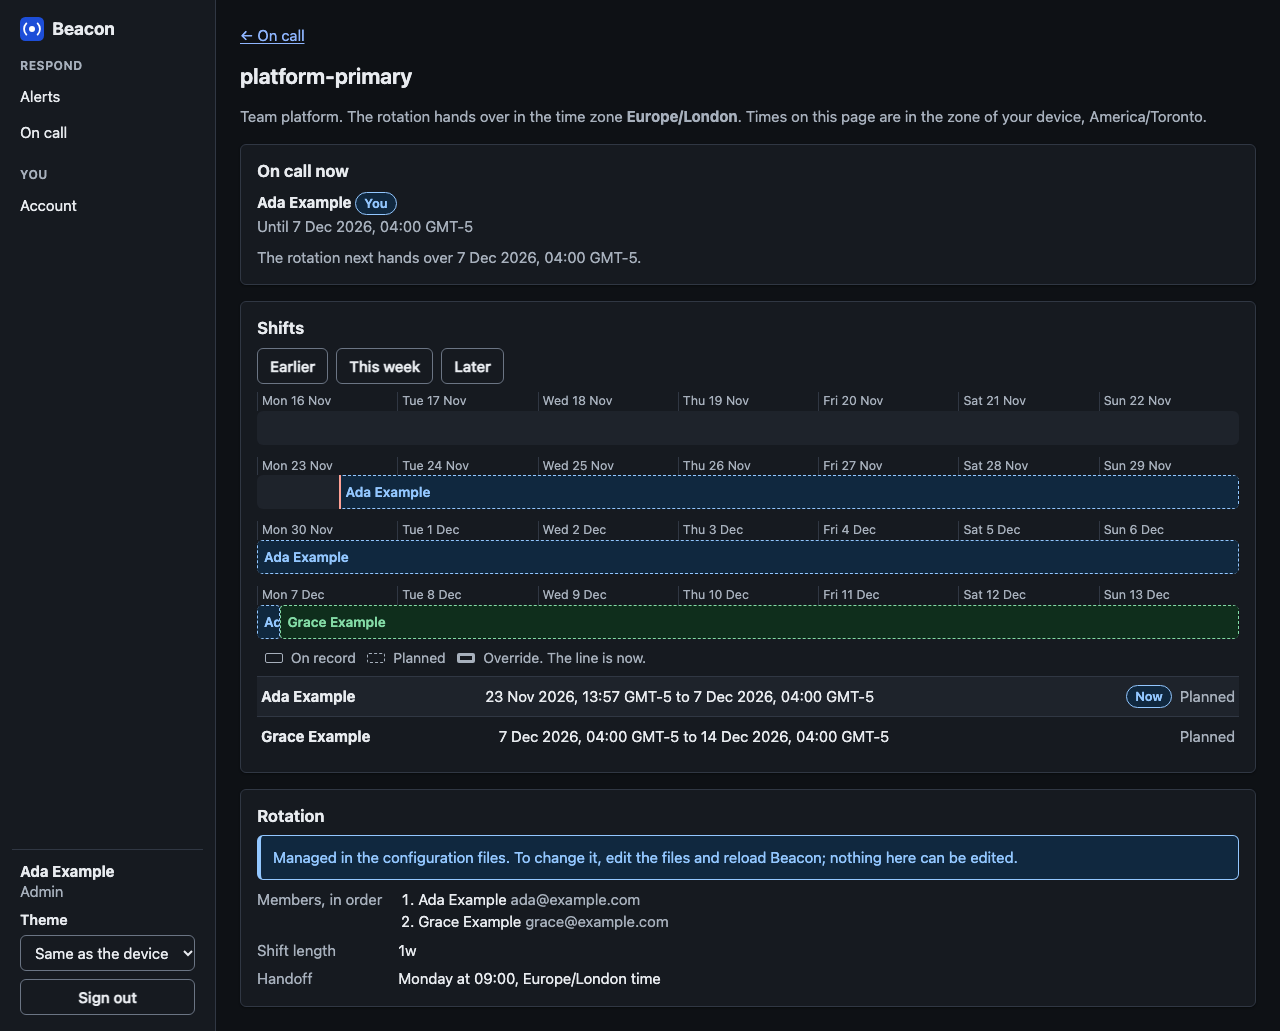 Beacon
RESPOND
Alerts
On call
YOU
Account
Ada Example
Admin
Theme
Same as the device
Sign out
← On call
platform-primary
Team platform. The rotation hands over in the time zone Europe/London. Times on this page are in the zone of your device, America/Toronto.
On call now
Ada Example You
Until 7 Dec 2026, 04:00 GMT-5
The rotation next hands over 7 Dec 2026, 04:00 GMT-5.
Shifts
Earlier This week Later
Mon 16 Nov Tue 17 Nov Wed 18 Nov Thu 19 Nov Fri 20 Nov Sat 21 Nov Sun 22 Nov
Mon 23 Nov Tue 24 Nov Wed 25 Nov Thu 26 Nov Fri 27 Nov Sat 28 Nov Sun 29 Nov
Ada Example
Mon 30 Nov Tue 1 Dec Wed 2 Dec Thu 3 Dec Fri 4 Dec Sat 5 Dec Sun 6 Dec
Ada Example
Mon 7 Dec Tue 8 Dec Wed 9 Dec Thu 10 Dec Fri 11 Dec Sat 12 Dec Sun 13 Dec
Ad Grace Example
On record Planned Override. The line is now.
Ada Example 23 Nov 2026, 13:57 GMT-5 to 7 Dec 2026, 04:00 GMT-5 Now Planned
Grace Example 7 Dec 2026, 04:00 GMT-5 to 14 Dec 2026, 04:00 GMT-5 Planned
Rotation
Managed in the configuration files. To change it, edit the files and reload Beacon; nothing here can be edited.
Members, in order 1. Ada Example ada@example.com
2. Grace Example grace@example.com
Shift length 1w
Handoff Monday at 09:00, Europe/London time